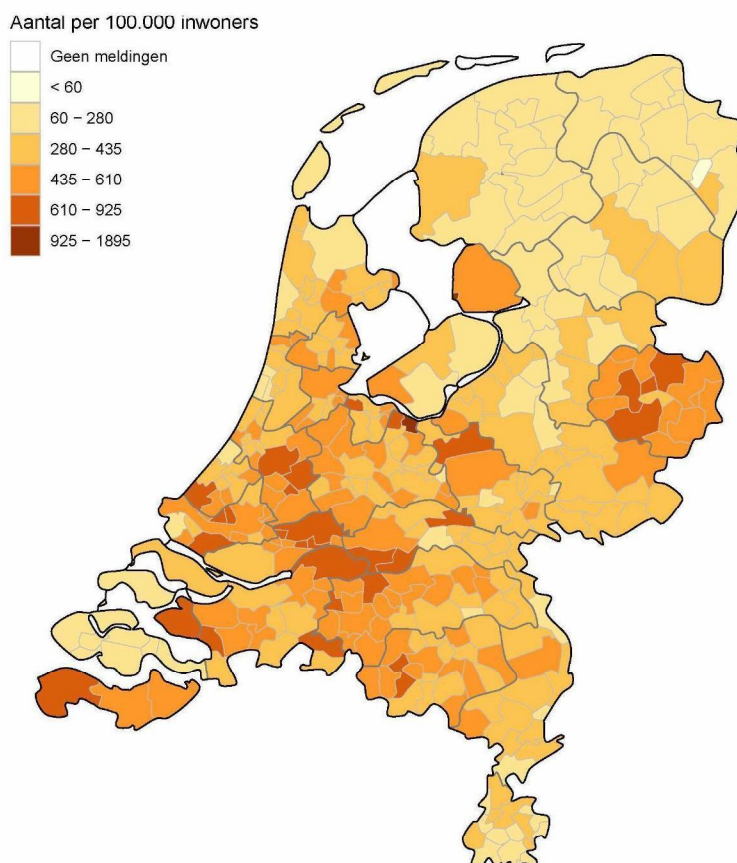 Aantal per 100.000 inwoners
Geen meldingen
< 60
60 − 280
280 − 435
435 − 610
610 − 925
925 − 1895